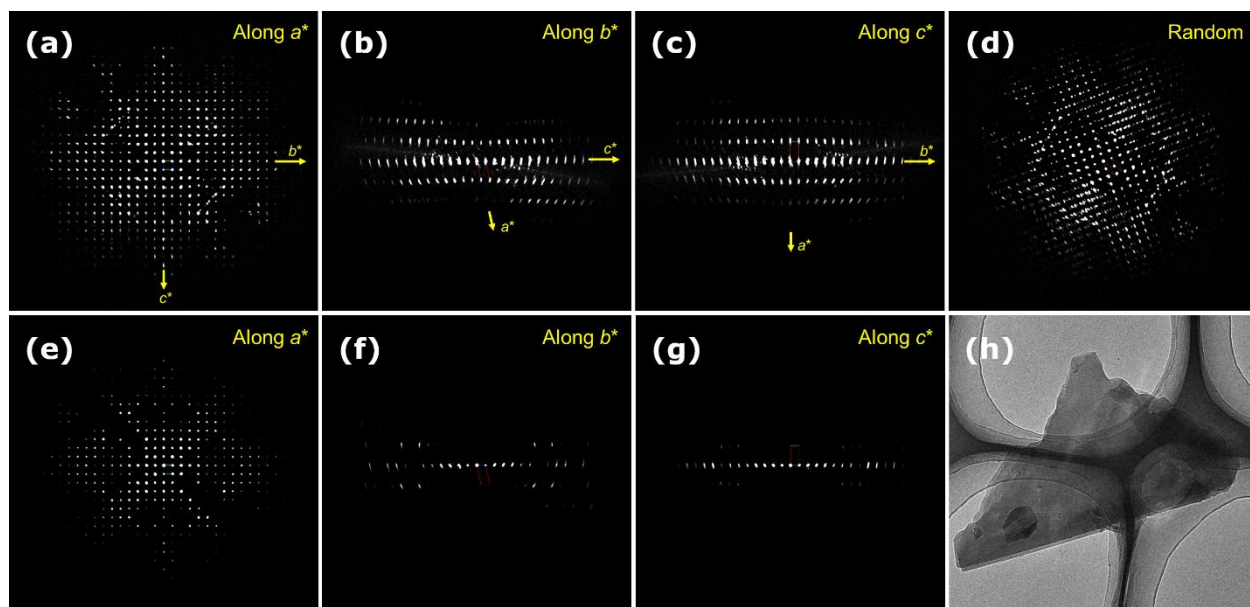 (a) Along a*
b*
c*
(b) Along b*
c*
a*
(c) Along c*
b*
a*
(d) Random
(e) Along a*
(f) Along b*
(g) Along c*
(h)